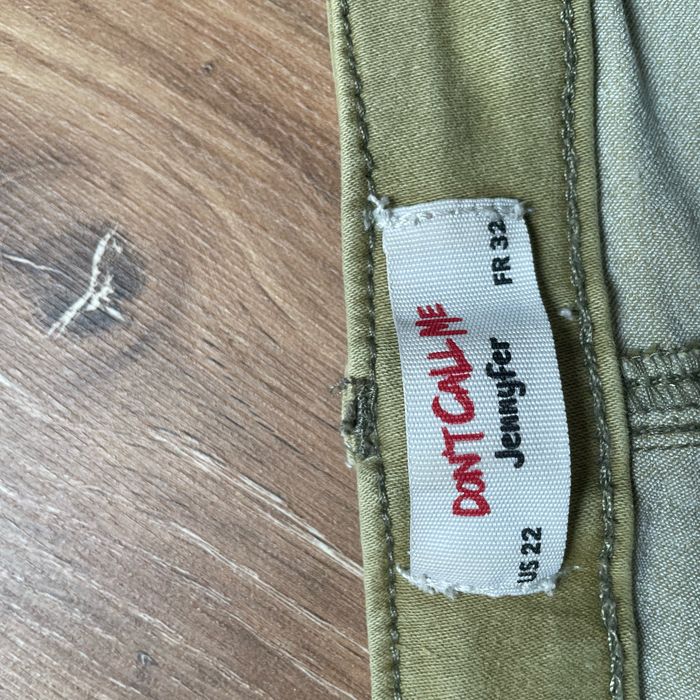 DON'T CALL ME
Jennyfer
US 22
FR 32